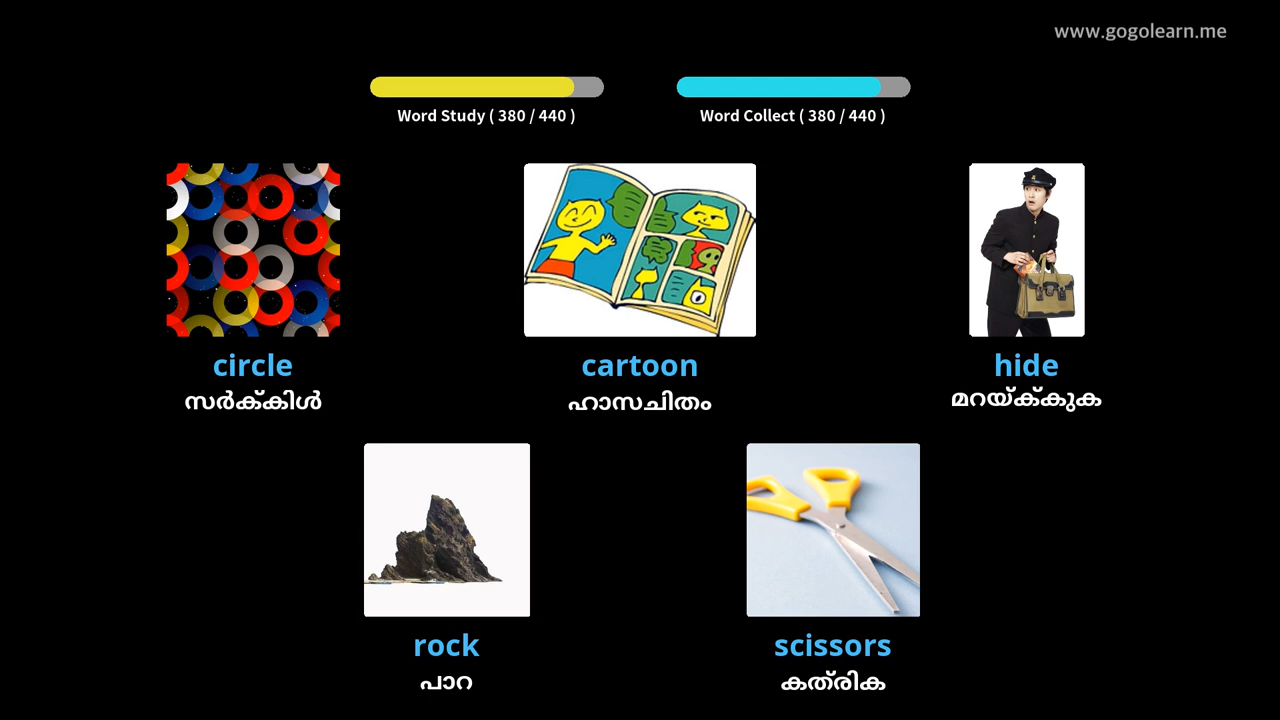 www.gogolearn.me
Word Study ( 380 / 440 )
Word Collect ( 380 / 440 )
circle
സർക്കിൾ
cartoon
ഹാസചിതം
hide
മറയ്ക്കുക
rock
പാറ
scissors
കത്രിക